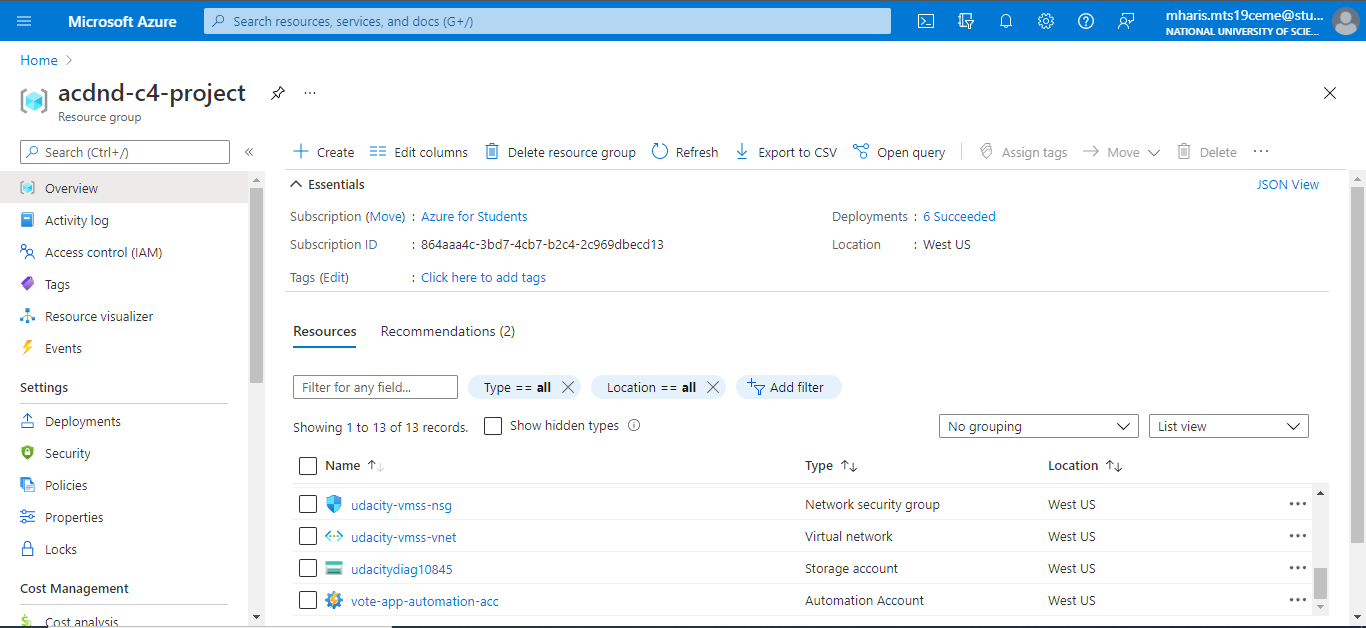 Microsoft Azure
Search resources, services, and docs (G+/)
mharis.mts19ceme@stu...
NATIONAL UNIVERSITY OF SCIE...
Home
acdnd-c4-project
...
Resource group
Search (Ctrl+/)
«
Create
Edit columns
Delete resource group
Refresh
Export to CSV
Open query
Assign tags
Move
Delete
...
Overview
Activity log
Access control (IAM)
Tags
Resource visualizer
Events
Settings
Deployments
Security
Policies
Properties
Locks
Cost Management
Cost analysis
Essentials
JSON View
Subscription (Move) : Azure for Students
Deployments : 6 Succeeded
Subscription ID : 864aaa4c-3bd7-4cb7-b2c4-2c969dbecd13
Location : West US
Tags (Edit) : Click here to add tags
Resources
Recommendations (2)
Filter for any field...
Type == all
Location == all
Add filter
Showing 1 to 13 of 13 records.
Show hidden types
No grouping
List view
Name Type Location
udacity-vmss-nsg Network security group West US
udacity-vmss-vnet Virtual network West US
udacitydiag10845 Storage account West US
vote-app-automation-acc Automation Account West US